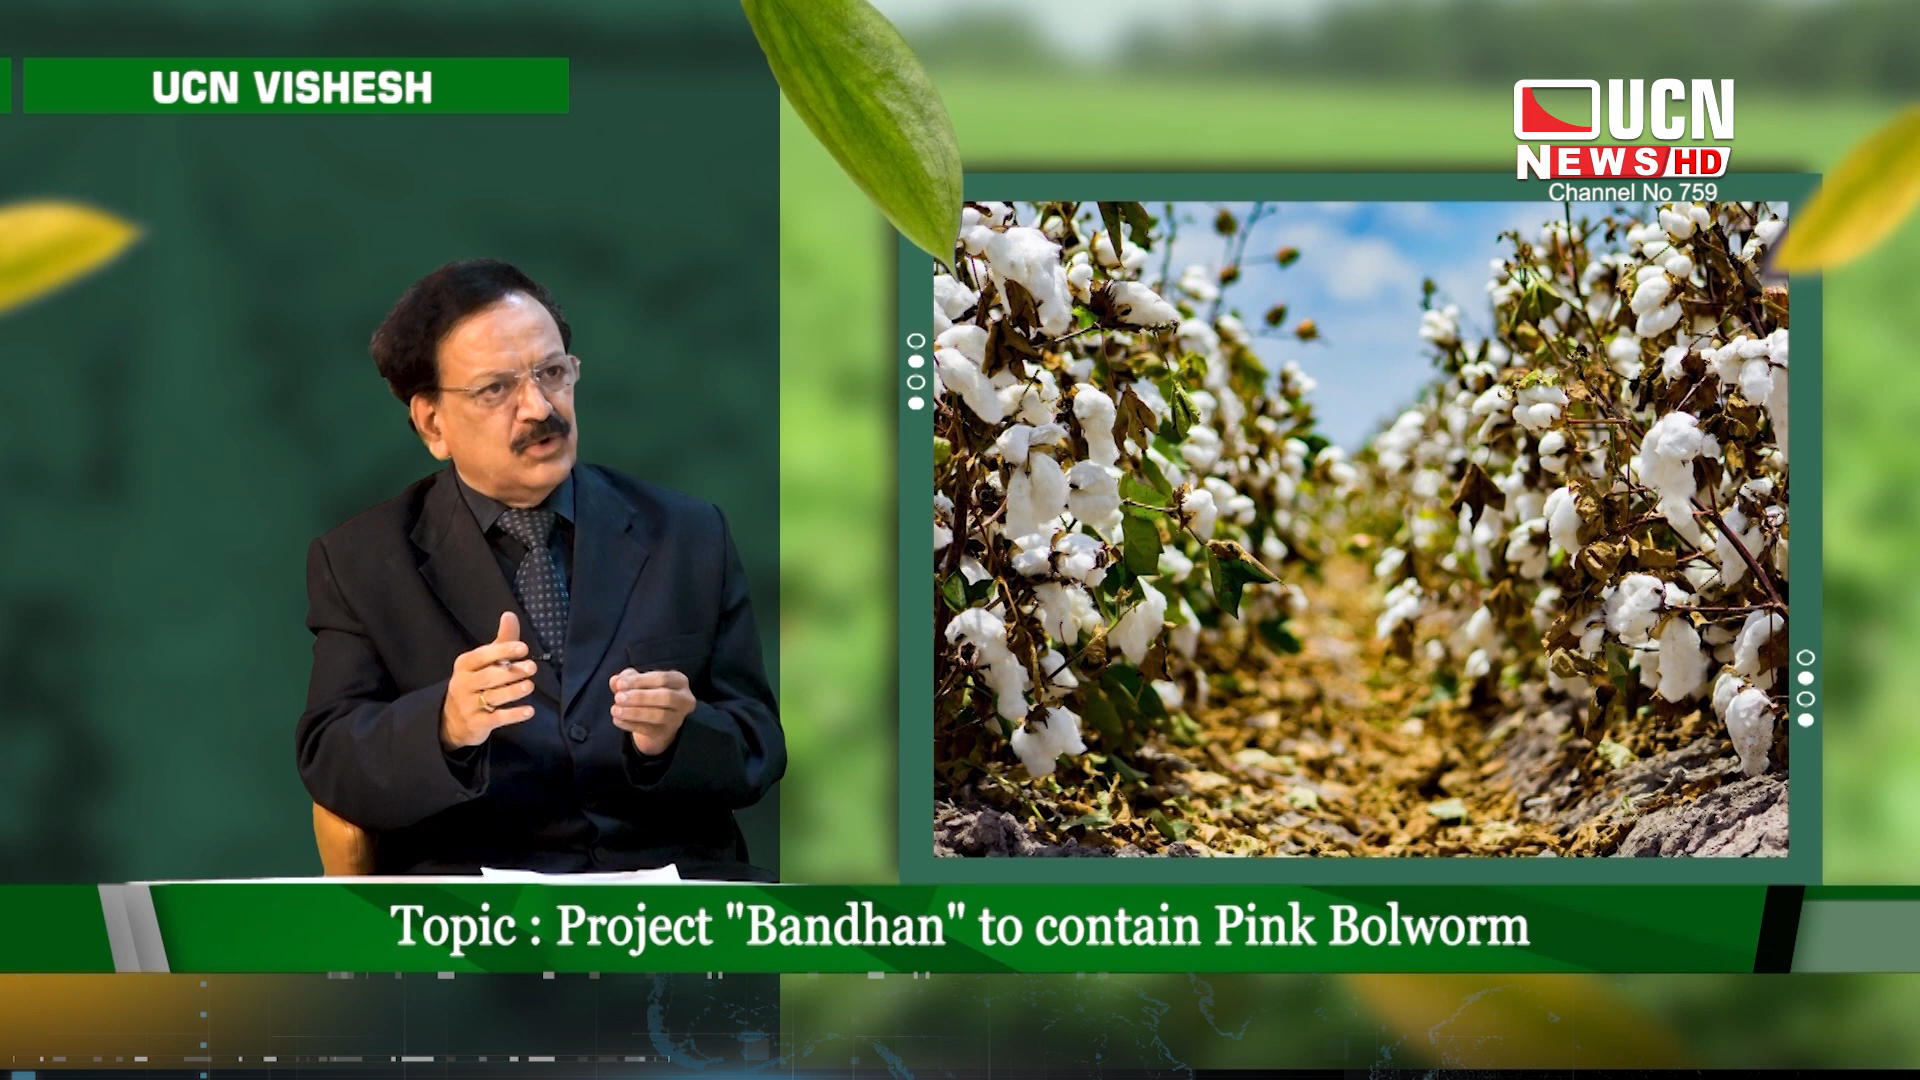 UCN VISHESH
UCN
NEWS HD
Channel No 759
Topic : Project "Bandhan" to contain Pink Bolworm